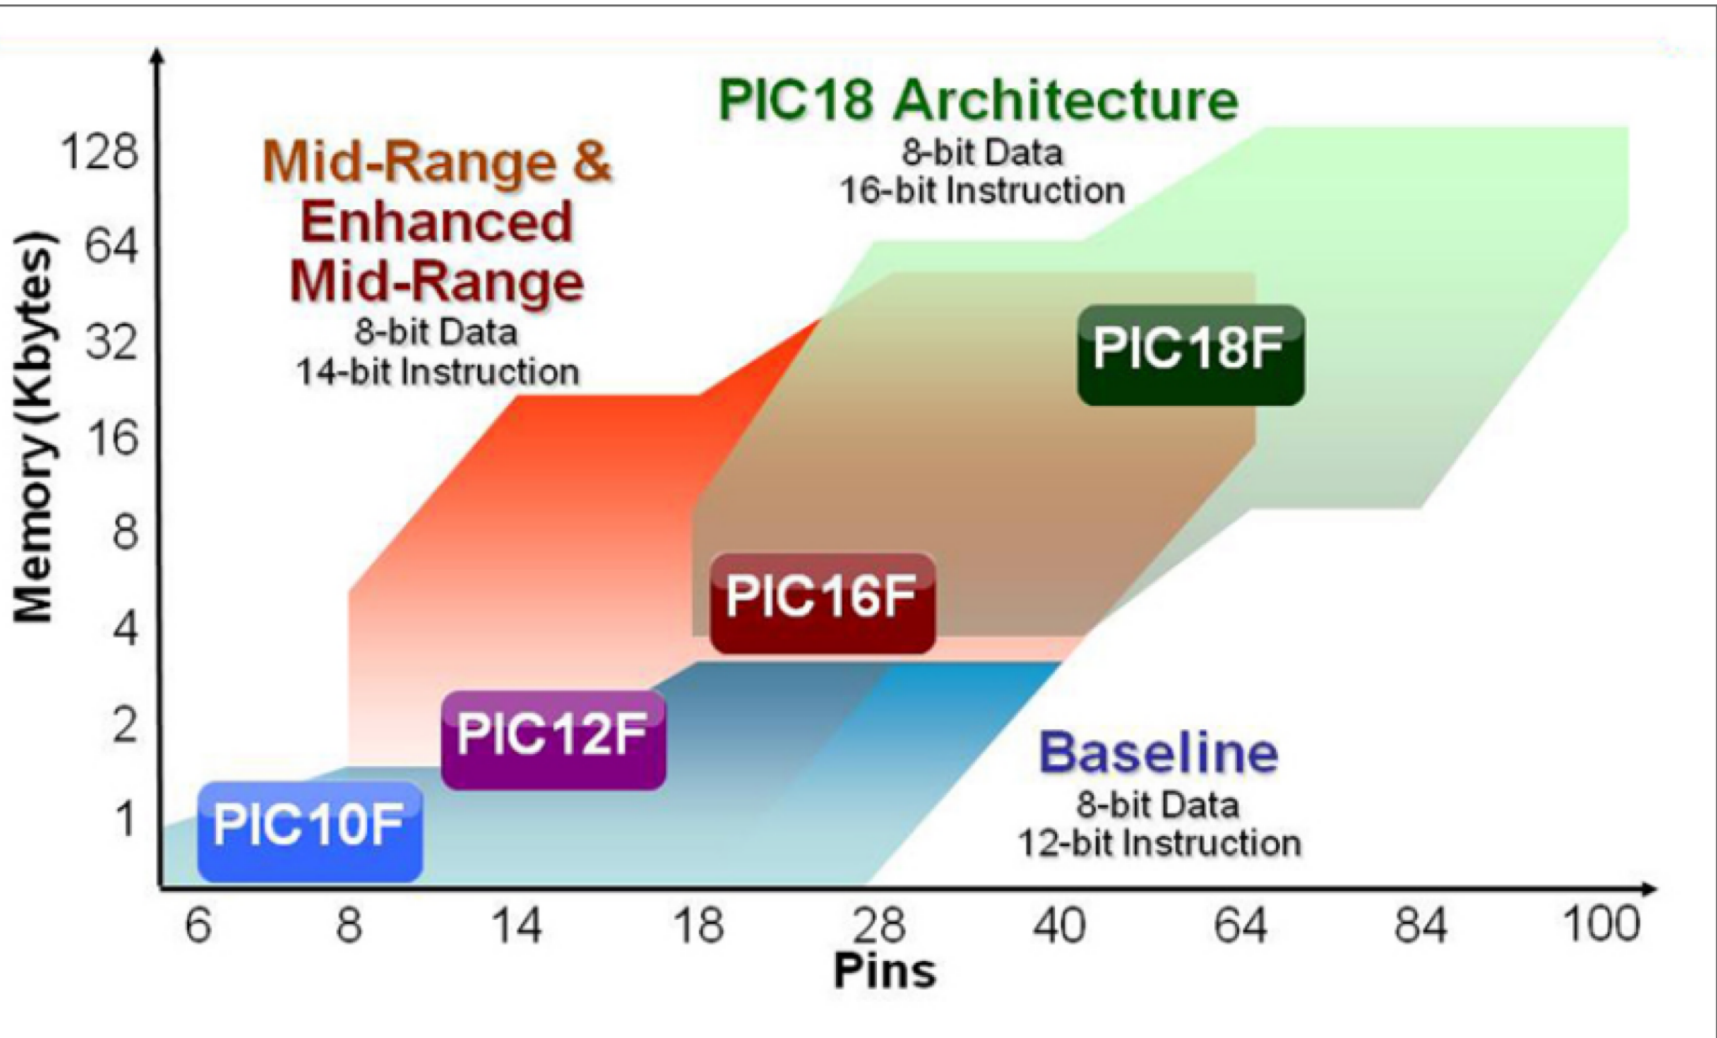 PIC18 Architecture
8-bit Data
16-bit Instruction
Mid-Range &
Enhanced
Mid-Range
8-bit Data
14-bit Instruction
Memory (Kbytes)
128
64
32
16
8
4
2
1
PIC18F
PIC16F
PIC12F
PIC10F
Baseline
8-bit Data
12-bit Instruction
6 8 14 18 28 40 64 84 100
Pins